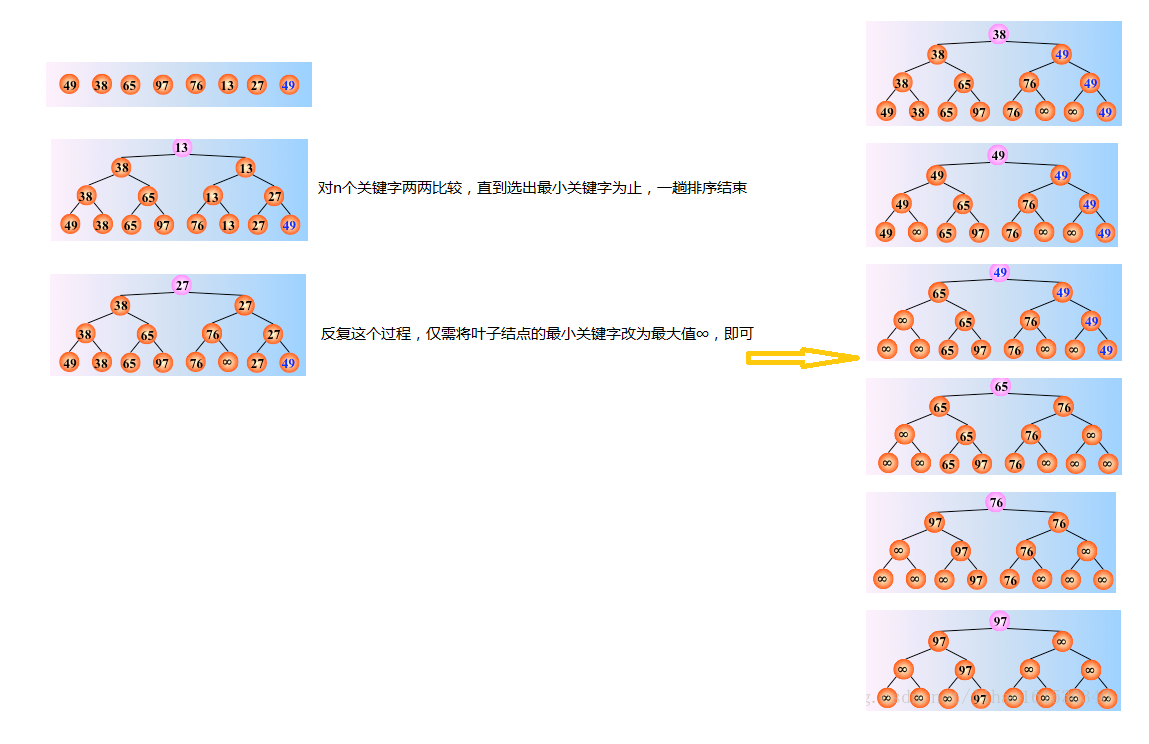 49 38 65 97 76 13 27 49
13
38 13
38 65 13 27
49 38 65 97 76 13 27 49
对n个关键字两两比较，直到选出最小关键字为止，一趟排序结束
27
38 27
38 65 76 27
49 38 65 97 76 ∞ 27 49
反复这个过程，仅需将叶子结点的最小关键字改为最大值∞，即可
38
38 49
38 65 76 49
49 38 65 97 76 ∞ ∞ 49
49
49 49
49 65 76 49
49 ∞ 65 97 76 ∞ ∞ 49
49
65 49
∞ 65 76 49
∞ ∞ 65 97 76 ∞ ∞ 49
65
65 76
∞ 65 76 ∞
∞ ∞ 65 97 76 ∞ ∞ ∞
76
97 76
∞ 97 76 ∞
∞ ∞ ∞ 97 76 ∞ ∞ ∞
97
97 ∞
∞ 97 ∞ ∞
∞ ∞ ∞ 97 ∞ ∞ ∞ ∞